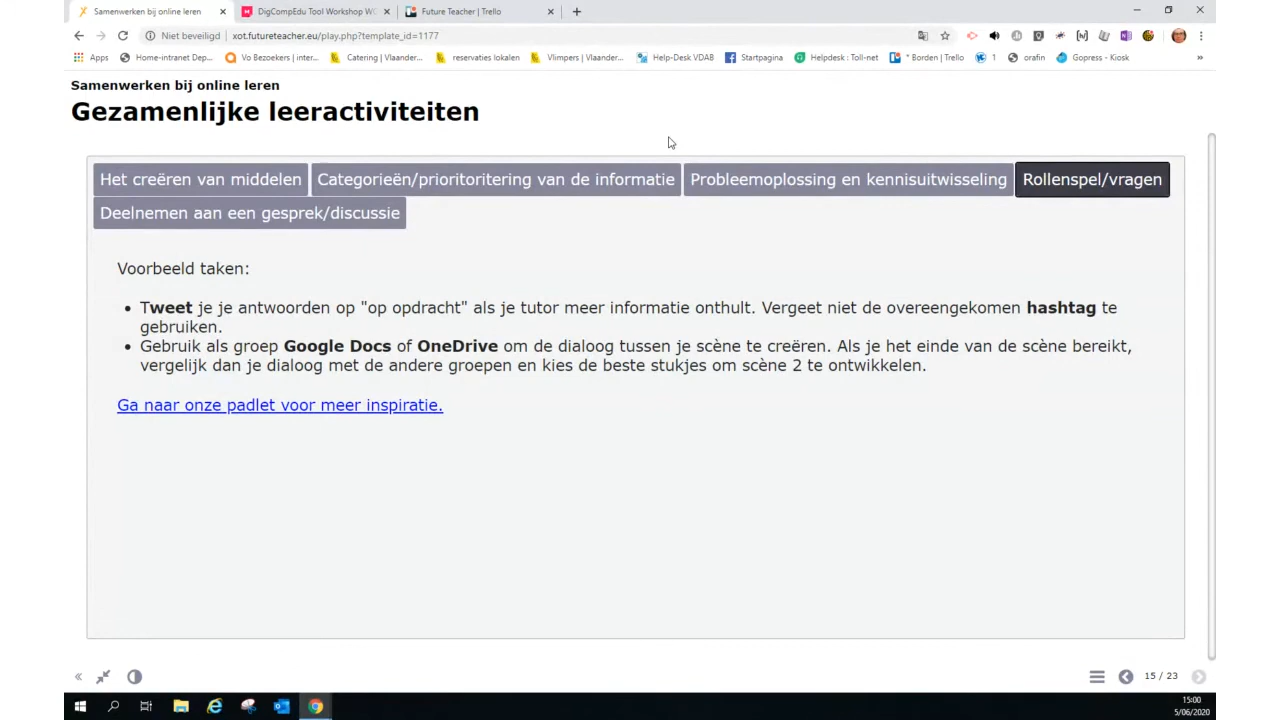 Samenwerken bij online leren
DigCompEdu Tool Workshop WC
Future Teacher | Trello
Niet beveiligd | xot.futureteacher.eu/play.php?template_id=1177
Apps
Home-intranet Dep...
Vo Bezoekers | inter...
Catering | Vlaander...
reservaties lokalen
Vlimpers | Vlaander...
Help-Desk VDAB
Startpagina
Helpdesk : Toll-net
* Borden | Trello
1
orafin
Gopress - Kiosk
»
Samenwerken bij online leren
Gezamenlijke leeractiviteiten
Het creëren van middelen
Categorieën/prioritoritering van de informatie
Probleemoplossing en kennisuitwisseling
Rollenspel/vragen
Deelnemen aan een gesprek/discussie
Voorbeeld taken:
• Tweet je je antwoorden op "op opdracht" als je tutor meer informatie onthult. Vergeet niet de overeengekomen hashtag te
gebruiken.
• Gebruik als groep Google Docs of OneDrive om de dialoog tussen je scène te creëren. Als je het einde van de scène bereikt,
vergelijk dan je dialoog met de andere groepen en kies de beste stukjes om scène 2 te ontwikkelen.
Ga naar onze padlet voor meer inspiratie.
«
15 / 23
15:00
5/06/2020